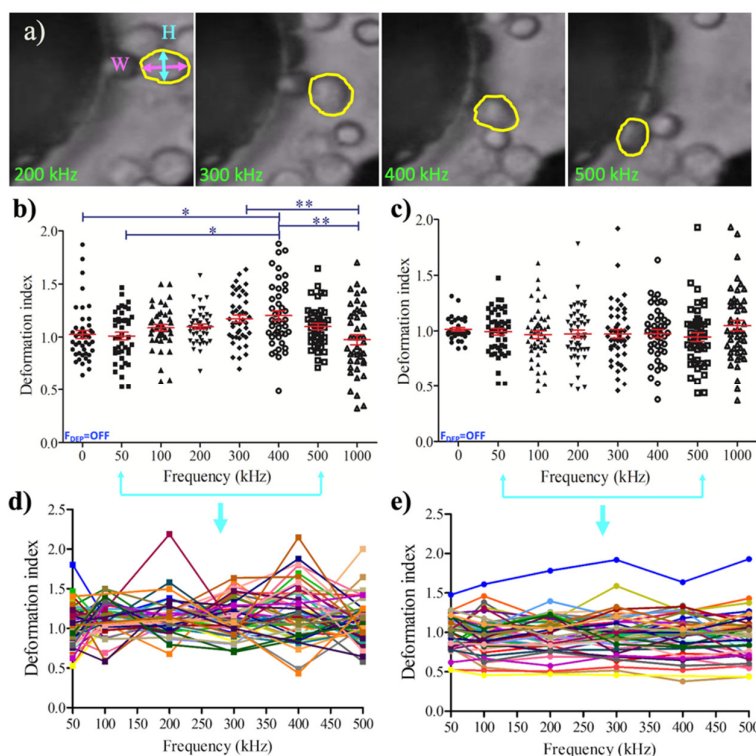 a)
H
W
200 kHz
300 kHz
400 kHz
500 kHz
b)
*
**
*
**
Deformation index
2.0
1.5
1.0
0.5
0.0
F_DEP=OFF
0 50 100 200 300 400 500 1000
Frequency (kHz)
c)
Deformation index
2.0
1.5
1.0
0.5
0.0
F_DEP=OFF
0 50 100 200 300 400 500 1000
Frequency (kHz)
d)
Deformation index
2.5
2.0
1.5
1.0
0.5
0.0
50 100 150 200 250 300 350 400 450 500
Frequency (kHz)
e)
Deformation index
2.5
2.0
1.5
1.0
0.5
0.0
50 100 150 200 250 300 350 400 450 500
Frequency (kHz)